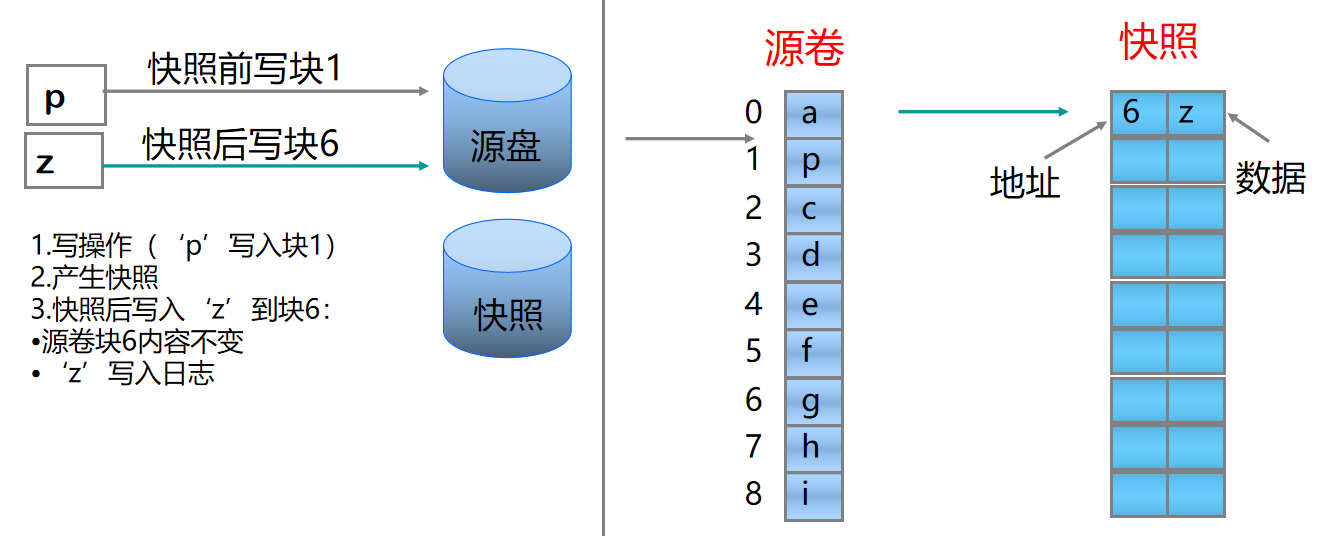 p
快照前写块1
z
快照后写块6
源盘
快照
1.写操作（‘p’写入块1）
2.产生快照
3.快照后写入‘z’到块6：
•源卷块6内容不变
•‘z’写入日志
源卷
0 a
1 p
2 c
3 d
4 e
5 f
6 g
7 h
8 i
快照
6 z
地址
数据